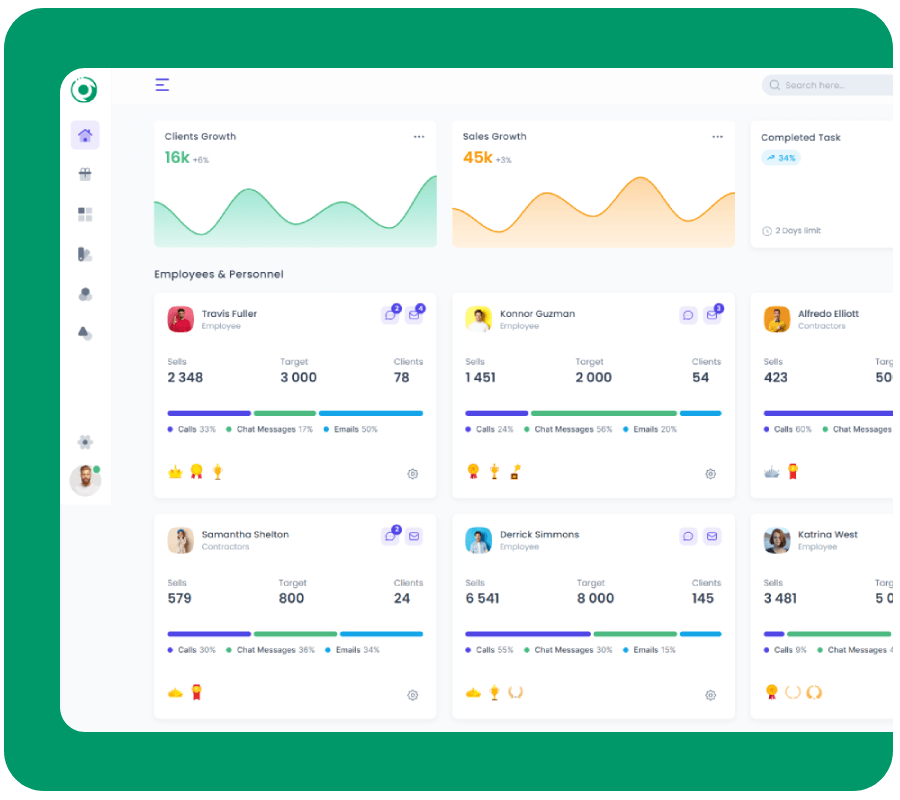 Search here...
Clients Growth
16k +6%
Sales Growth
45k +3%
Completed Task
34%
2 Days limit
Employees & Personnel
Travis Fuller
Employee
2
4
Sells
Target
Clients
2 348
3 000
78
Calls 33% Chat Messages 17% Emails 50%
Konnor Guzman
Employee
3
Sells
Target
Clients
1 451
2 000
54
Calls 24% Chat Messages 56% Emails 20%
Alfredo Elliott
Contractors
Sells
Targ
423
50
Calls 60% Chat Messages
Samantha Shelton
Contractors
2
Sells
Target
Clients
579
800
24
Calls 30% Chat Messages 36% Emails 34%
Derrick Simmons
Employee
Sells
Target
Clients
6 541
8 000
145
Calls 55% Chat Messages 30% Emails 15%
Katrina West
Employee
Sells
Targ
3 481
5 0
Calls 9% Chat Messages 4